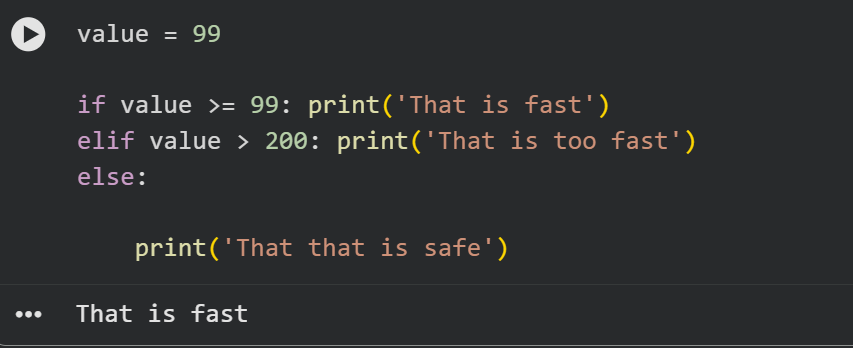 value = 99
if value >= 99: print('That is fast')
elif value > 200: print('That is too fast')
else:
    print('That that is safe')
That is fast